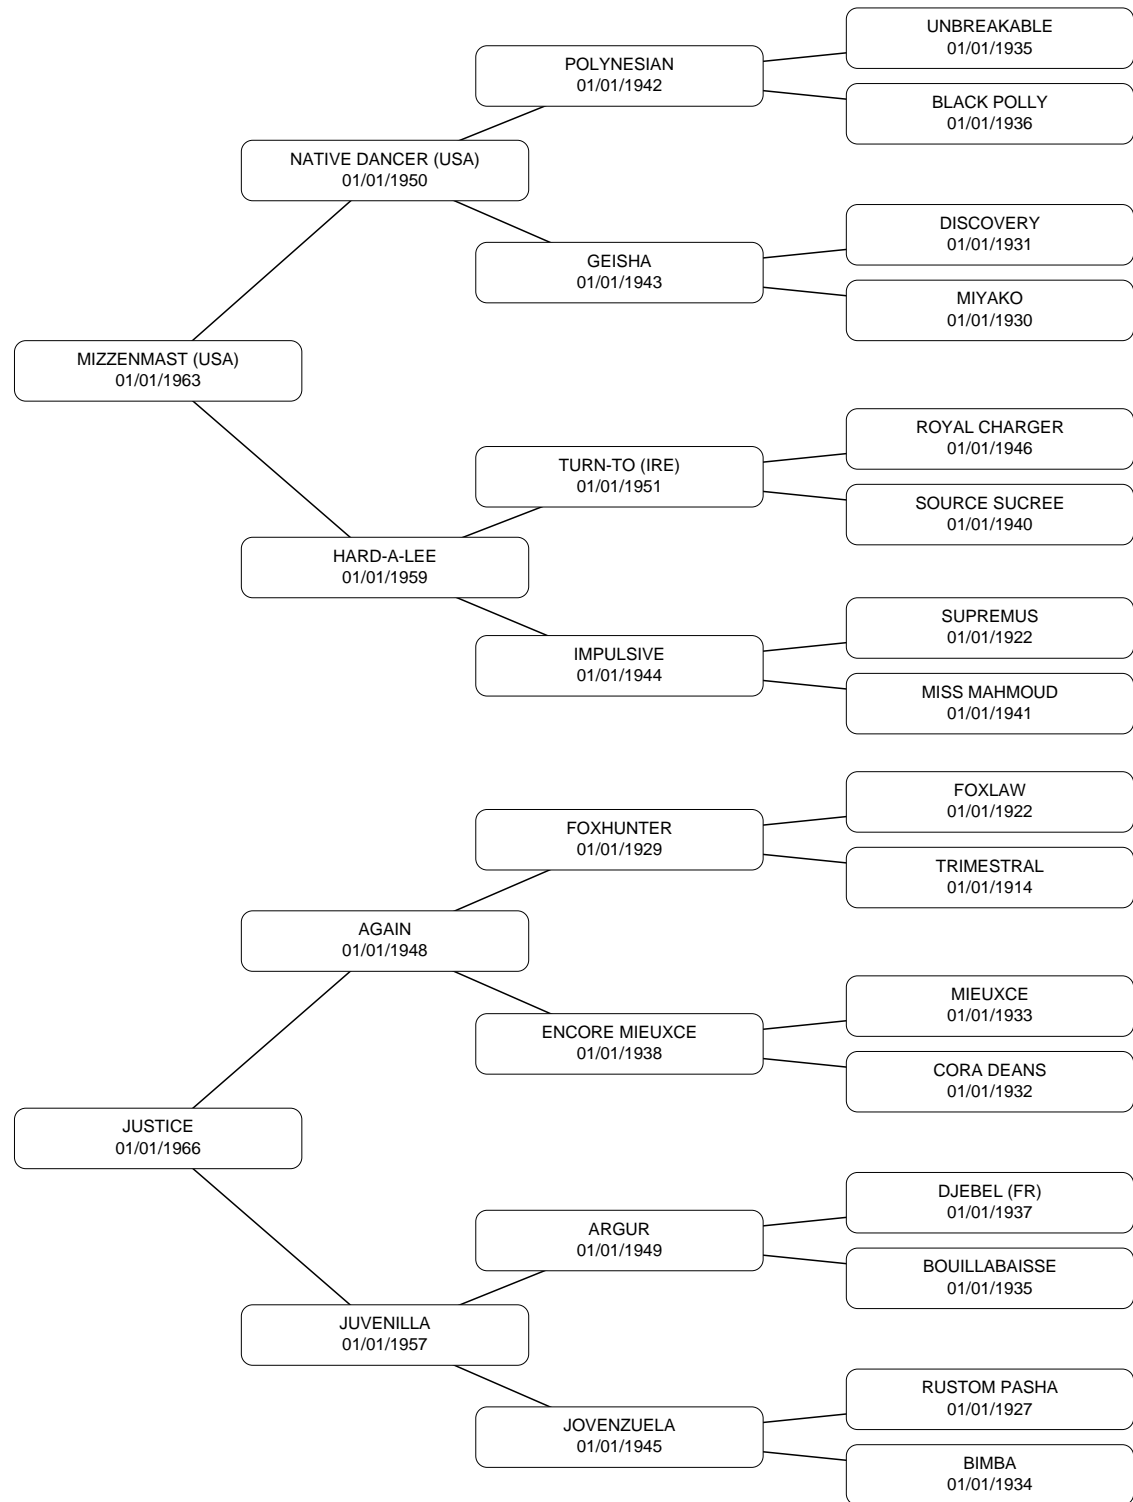 UNBREAKABLE
01/01/1935
POLYNESIAN
01/01/1942
BLACK POLLY
01/01/1936
NATIVE DANCER (USA)
01/01/1950
DISCOVERY
01/01/1931
GEISHA
01/01/1943
MIYAKO
01/01/1930
MIZZENMAST (USA)
01/01/1963
ROYAL CHARGER
01/01/1946
TURN-TO (IRE)
01/01/1951
SOURCE SUCREE
01/01/1940
HARD-A-LEE
01/01/1959
SUPREMUS
01/01/1922
IMPULSIVE
01/01/1944
MISS MAHMOUD
01/01/1941
FOXLAW
01/01/1922
FOXHUNTER
01/01/1929
TRIMESTRAL
01/01/1914
AGAIN
01/01/1948
MIEUXCE
01/01/1933
ENCORE MIEUXCE
01/01/1938
CORA DEANS
01/01/1932
JUSTICE
01/01/1966
DJEBEL (FR)
01/01/1937
ARGUR
01/01/1949
BOUILLABAISSE
01/01/1935
JUVENILLA
01/01/1957
RUSTOM PASHA
01/01/1927
JOVENZUELA
01/01/1945
BIMBA
01/01/1934